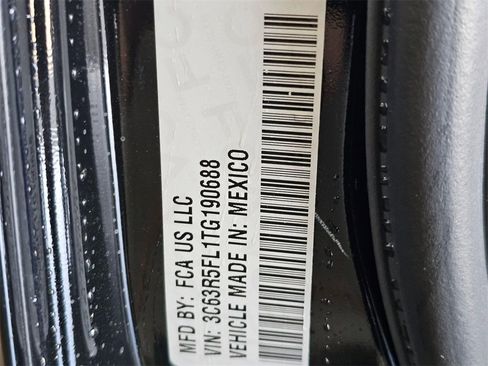 MFD BY: FCA US LLC
VIN: 3C63R5FL1TG190688
VEHICLE MADE IN: MEXICO